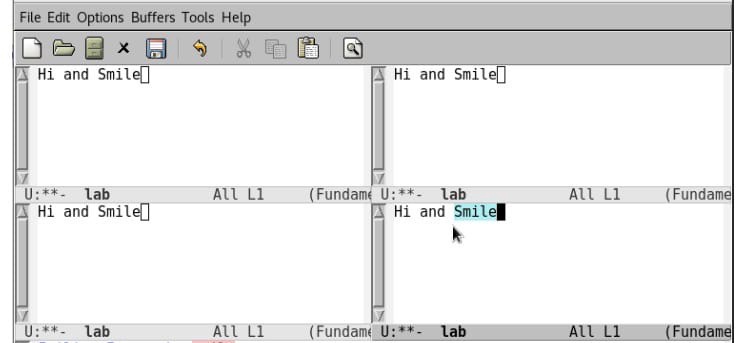 File Edit Options Buffers Tools Help
Hi and Smile
Hi and Smile
U:**- lab All L1 (Fundame
U:**- lab All L1 (Fundame
Hi and Smile
Hi and Smile
U:**- lab All L1 (Fundame
U:**- lab All L1 (Fundame